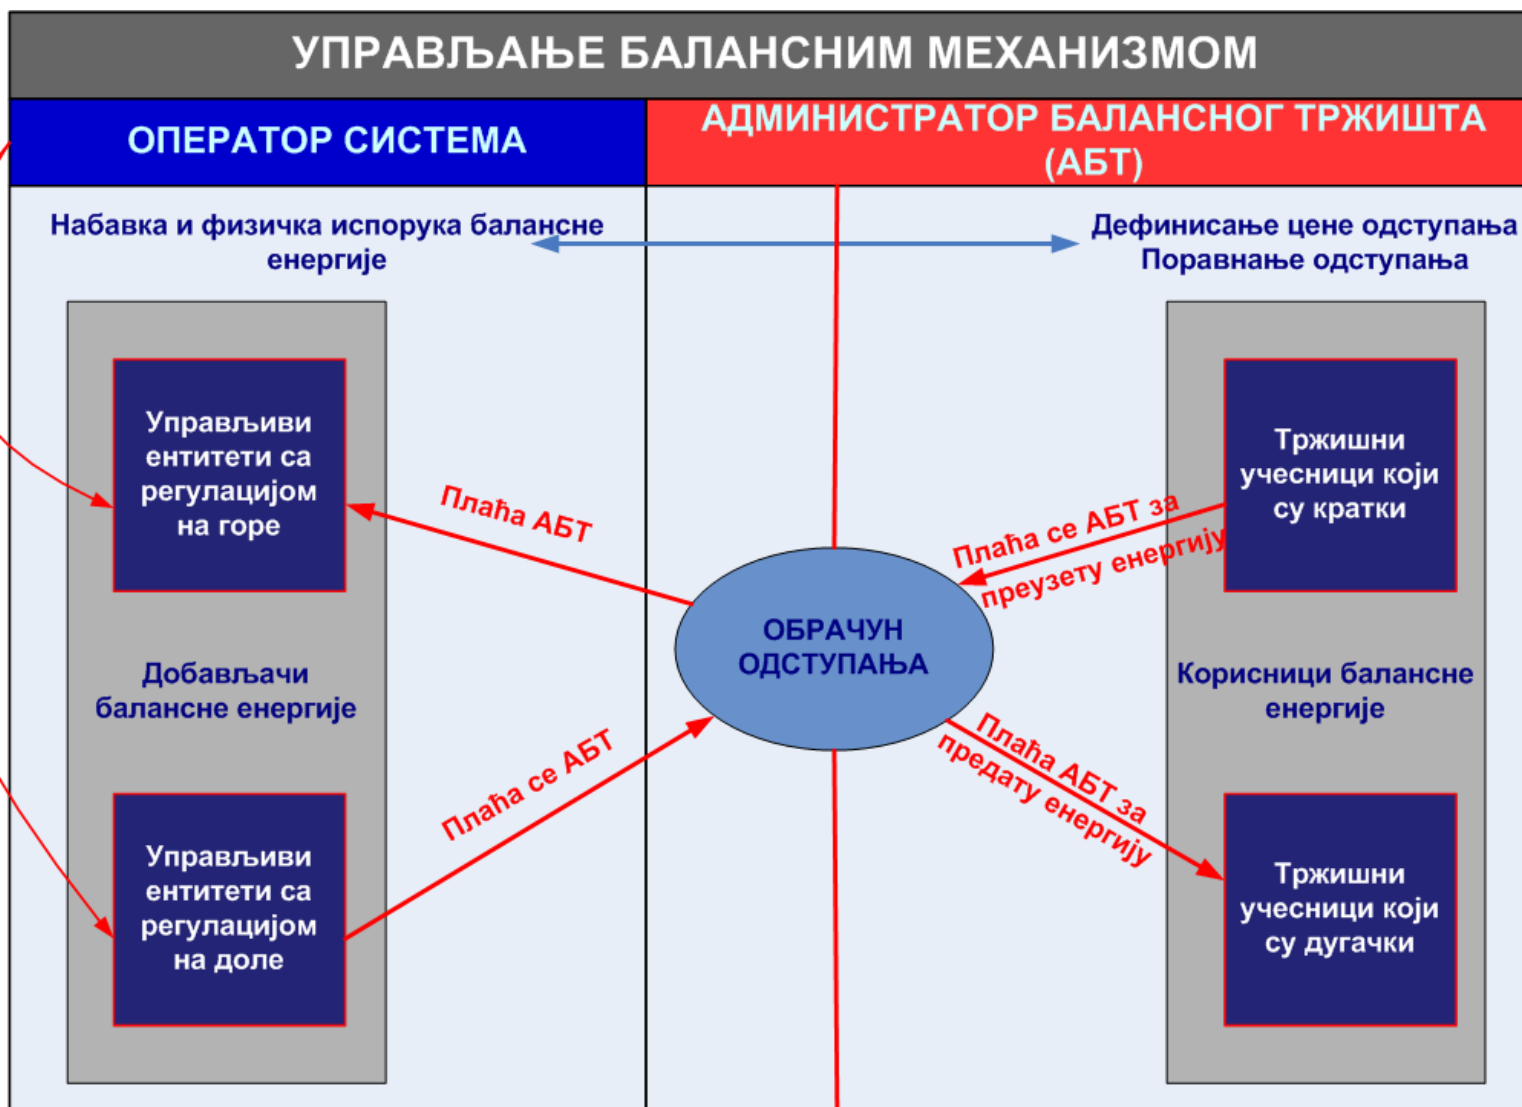 УПРАВЉАЊЕ БАЛАНСНИМ МЕХАНИЗМОМ
ОПЕРАТОР СИСТЕМА
АДМИНИСТРАТОР БАЛАНСНОГ ТРЖИШТА
(АБТ)
Набавка и физичка испорука балансне
енергије
Дефинисање цене одступања
Поравнање одступања
Управљиви
ентитети са
регулацијом
на горе
Плаћа АБТ
Плаћа се АБТ за
преузету енергију
Тржишни
учесници који
су кратки
ОБРАЧУН
ОДСТУПАЊА
Добављачи
балансне енергије
Корисници балансне
енергије
Плаћа се АБТ
Плаћа АБТ за
предату енергију
Управљиви
ентитети са
регулацијом
на доле
Тржишни
учесници који
су дугачки